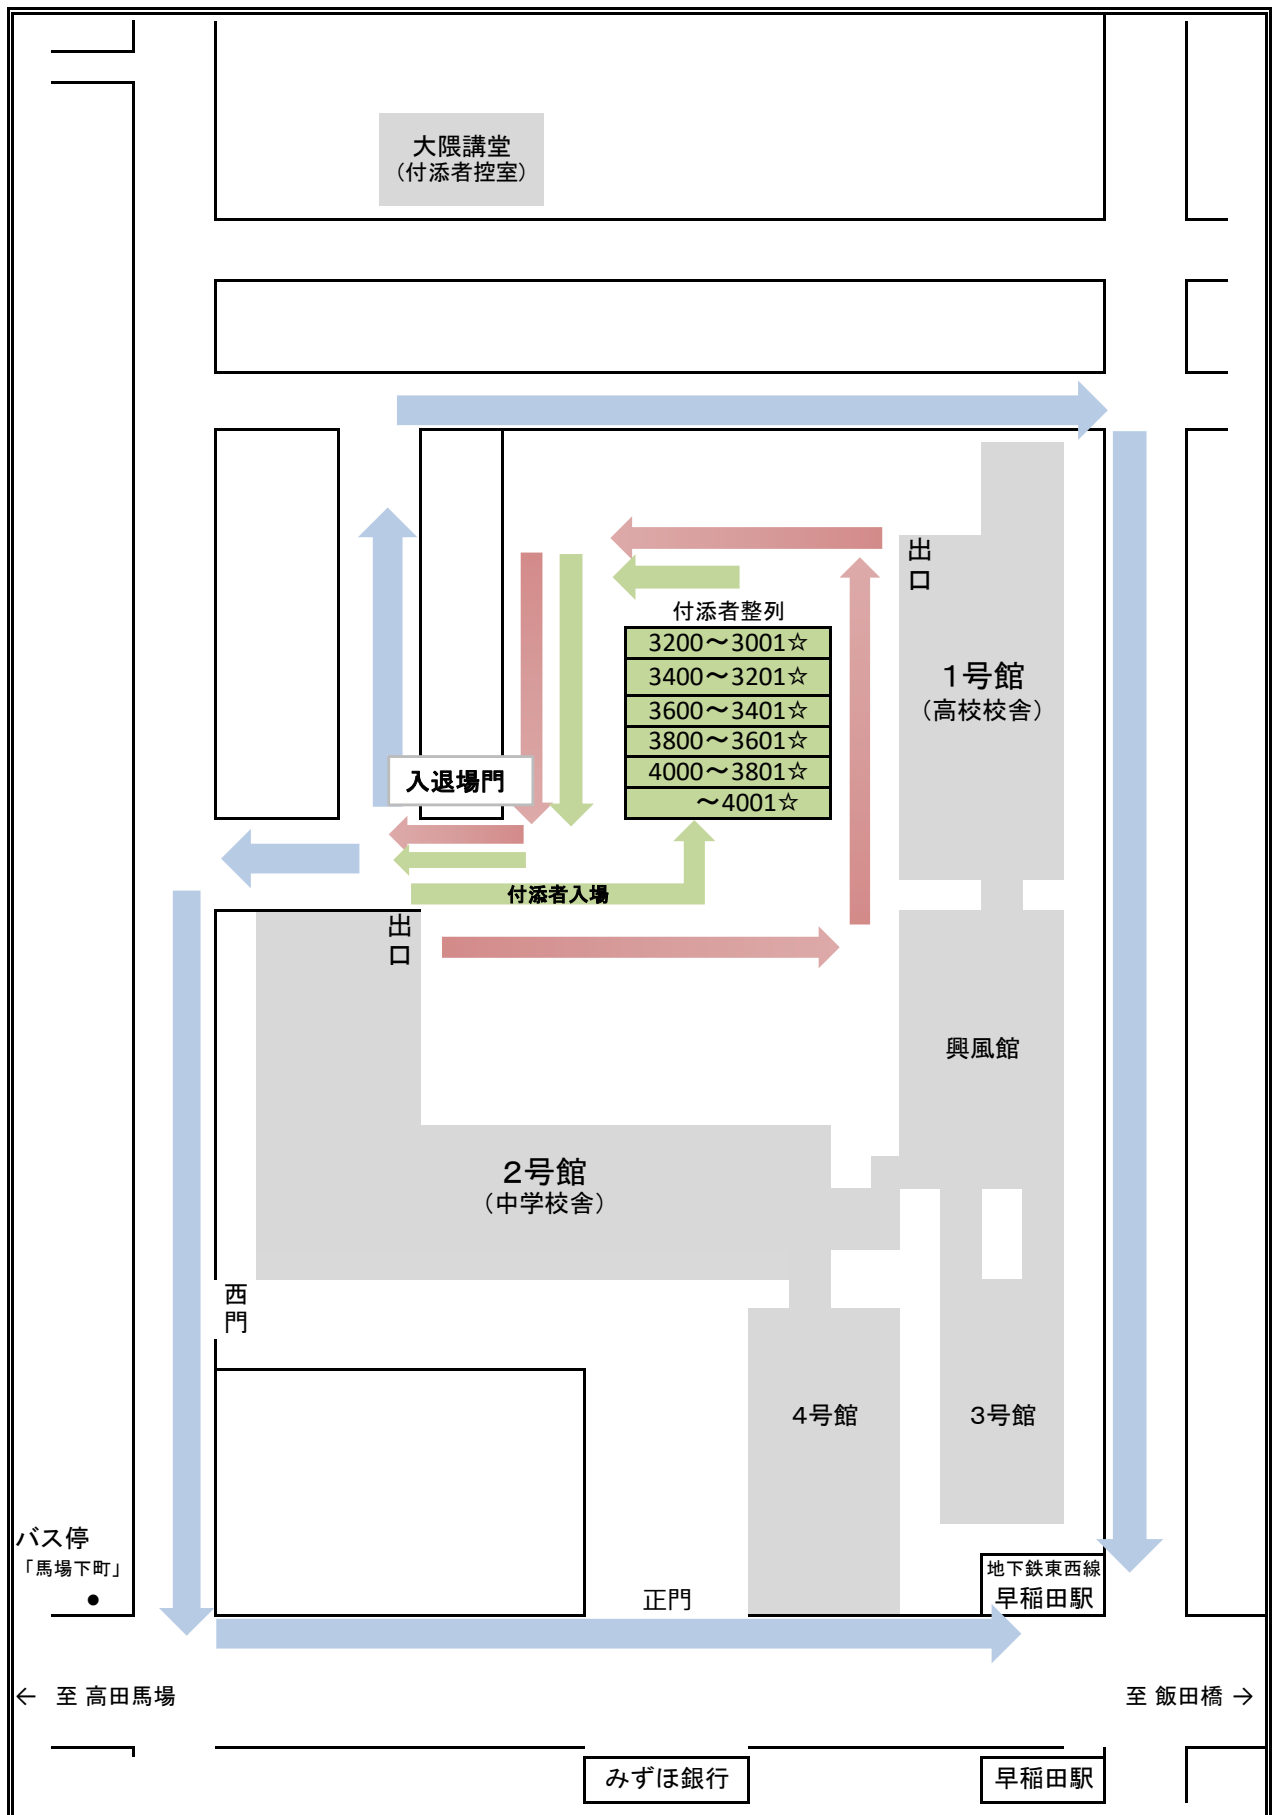 大隈講堂
（付添者控室）
出口
付添者整列
3200～3001☆
3400～3201☆
3600～3401☆
3800～3601☆
4000～3801☆
～4001☆
1号館
（高校校舎）
入退場門
付添者入場
出口
興風館
2号館
（中学校舎）
西門
4号館
3号館
バス停
「馬場下町」
地下鉄東西線
早稲田駅
正門
← 至 高田馬場
至 飯田橋 →
みずほ銀行
早稲田駅